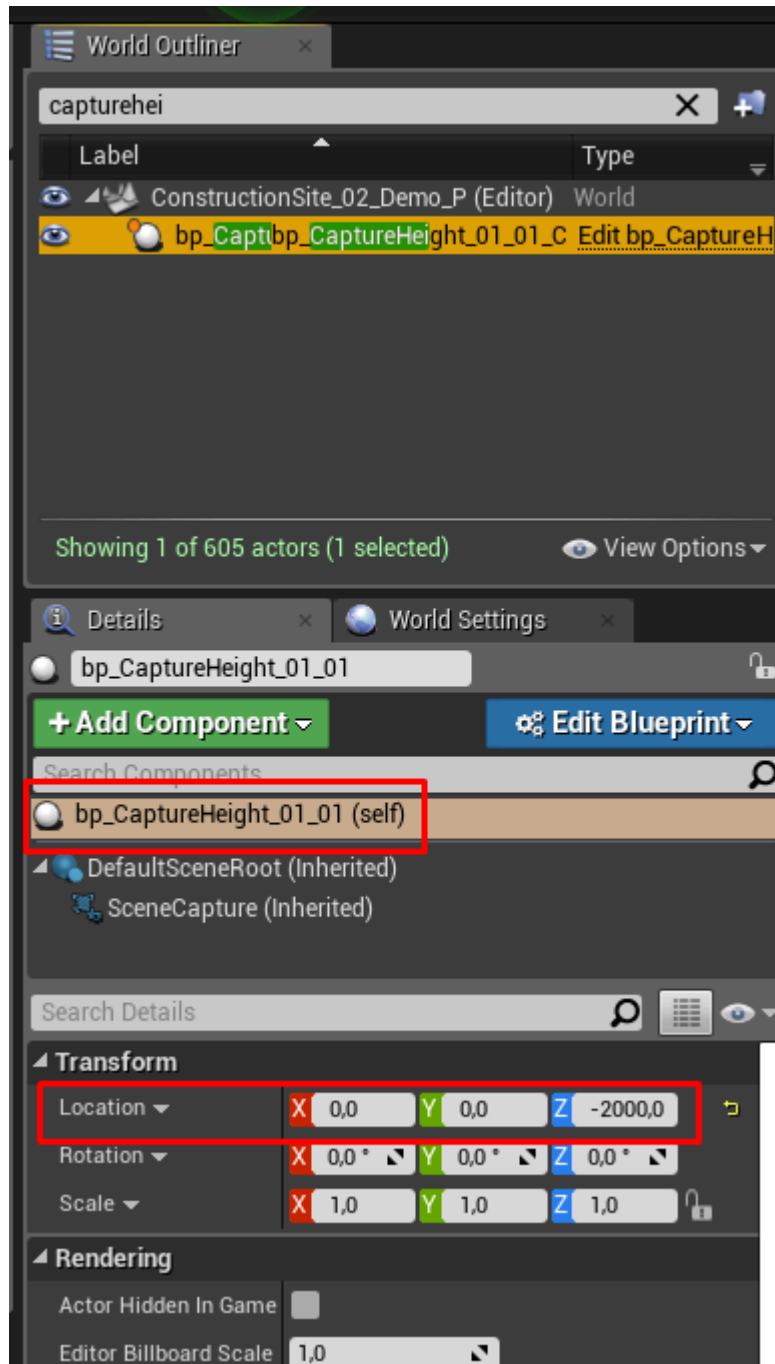 World Outliner
capturehei
Label Type
ConstructionSite_02_Demo_P (Editor) World
bp_Captubp_CaptureHeight_01_01_C Edit bp_CaptureH
Showing 1 of 605 actors (1 selected) View Options
Details World Settings
bp_CaptureHeight_01_01
+ Add Component Edit Blueprint
Search Components
bp_CaptureHeight_01_01 (self)
DefaultSceneRoot (Inherited)
SceneCapture (Inherited)
Search Details
Transform
Location X 0,0 Y 0,0 Z -2000,0
Rotation X 0,0 ° Y 0,0 ° Z 0,0 °
Scale X 1,0 Y 1,0 Z 1,0
Rendering
Actor Hidden In Game
Editor Billboard Scale 1,0